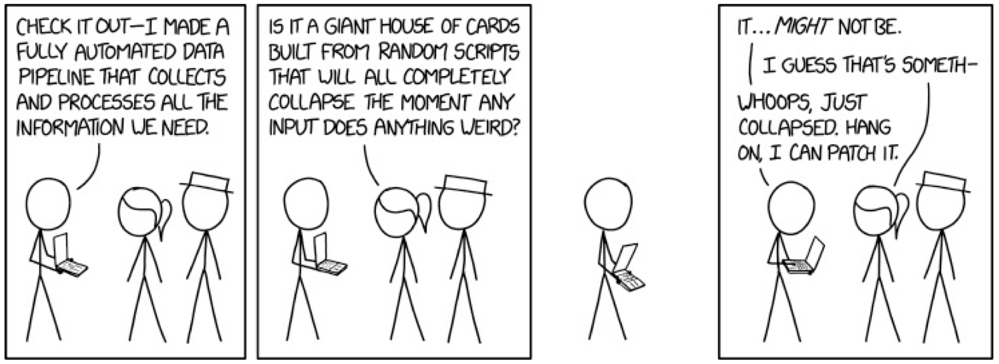 CHECK IT OUT—I MADE A
FULLY AUTOMATED DATA
PIPELINE THAT COLLECTS
AND PROCESSES ALL THE
INFORMATION WE NEED.
IS IT A GIANT HOUSE OF CARDS
BUILT FROM RANDOM SCRIPTS
THAT WILL ALL COMPLETELY
COLLAPSE THE MOMENT ANY
INPUT DOES ANYTHING WEIRD?
IT... MIGHT NOT BE.
I GUESS THAT'S SOMETH—
WHOOPS, JUST
COLLAPSED. HANG
ON, I CAN PATCH IT.